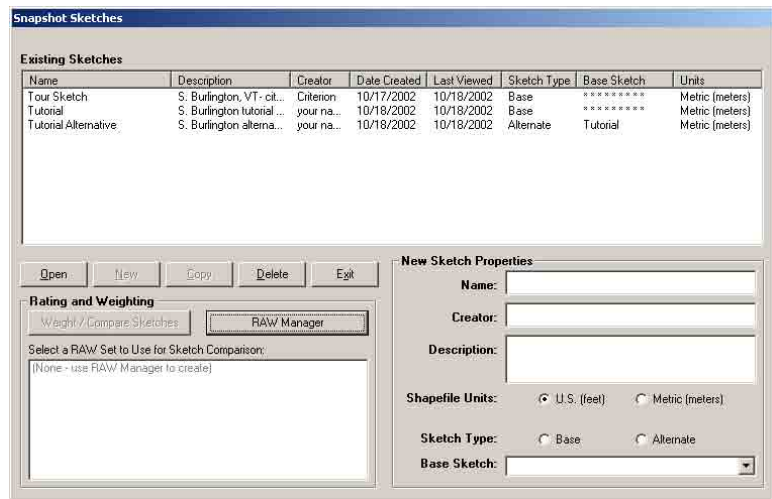 Snapshot Sketches
Existing Sketches
Name Description Creator Date Created Last Viewed Sketch Type Base Sketch Units
Tour Sketch S. Burlington, VT- cit... Criterion 10/17/2002 10/18/2002 Base ********* Metric (meters)
Tutorial S. Burlington tutorial ... your na... 10/18/2002 10/18/2002 Base ********* Metric (meters)
Tutorial Alternative S. Burlington alterna... your na... 10/18/2002 10/18/2002 Alternate Tutorial Metric (meters)
Open New Copy Delete Exit
Rating and Weighting
Weight / Compare Sketches RAW Manager
Select a RAW Set to Use for Sketch Comparison:
(None - use RAW Manager to create)
New Sketch Properties
Name:
Creator:
Description:
Shapefile Units: U.S. (feet) Metric (meters)
Sketch Type: Base Alternate
Base Sketch: